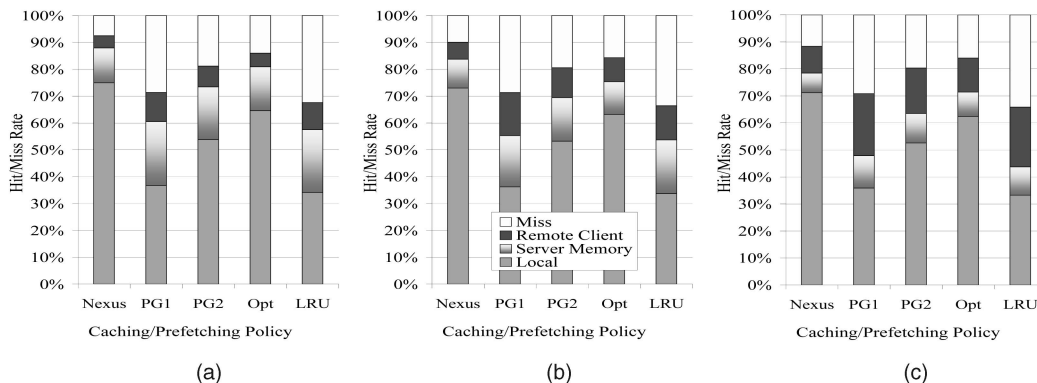 100%
90%
80%
70%
60%
50%
40%
30%
20%
10%
0%
Hit/Miss Rate
Nexus PG1 PG2 Opt LRU
Caching/Prefetching Policy
(a)
100%
90%
80%
70%
60%
50%
40%
30%
20%
10%
0%
Hit/Miss Rate
Miss
Remote Client
Server Memory
Local
Nexus PG1 PG2 Opt LRU
Caching/Prefetching Policy
(b)
100%
90%
80%
70%
60%
50%
40%
30%
20%
10%
0%
Hit/Miss Rate
Nexus PG1 PG2 Opt LRU
Caching/Prefetching Policy
(c)